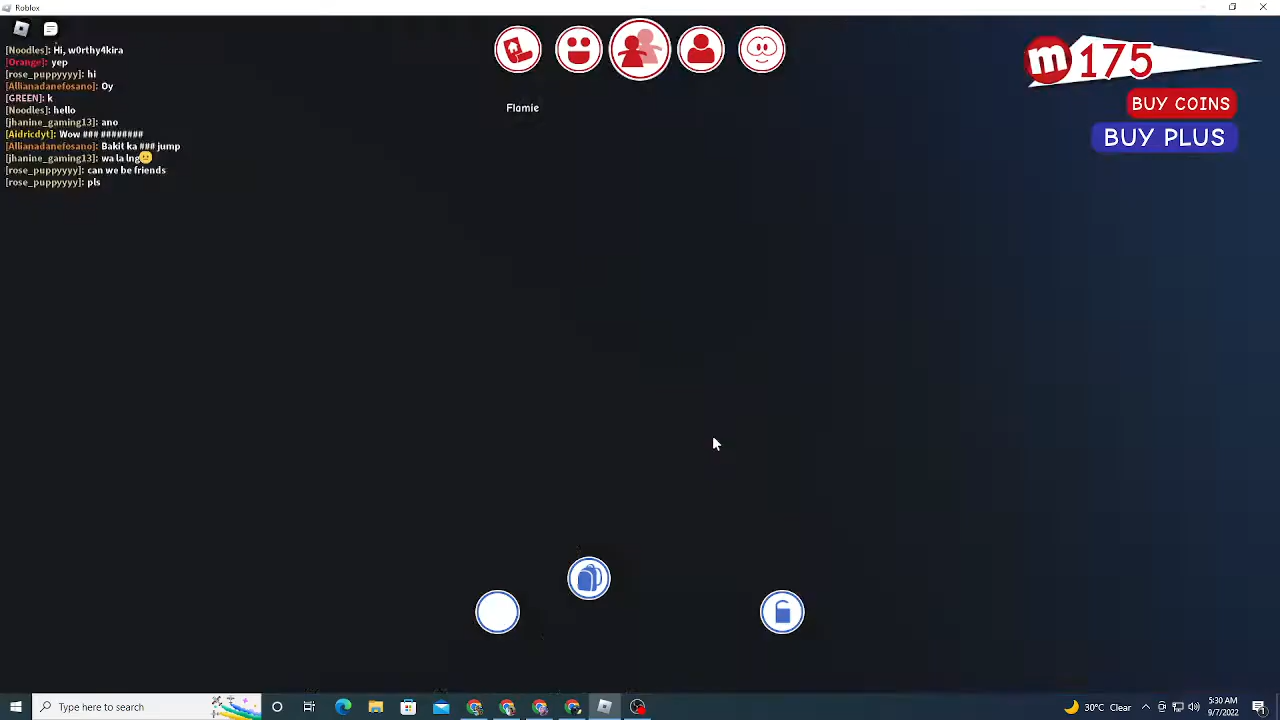 Roblox
[Noodles]: Hi, w0rthy4kira
[Orange]: yep
[rose_puppyyyy]: hi
[Allianadanefosano]: Oy
[GREEN]: k
[Noodles]: hello
[jhanine_gaming13]: ano
[Aidricdyt]: Wow ### ########
[Allianadanefosano]: Bakit ka ### jump
[jhanine_gaming13]: wa la lng😐
[rose_puppyyyy]: can we be friends
[rose_puppyyyy]: pls
Flamie
m 175
BUY COINS
BUY PLUS
Type here to search
30°C Clear
5:30 AM
9/7/2022